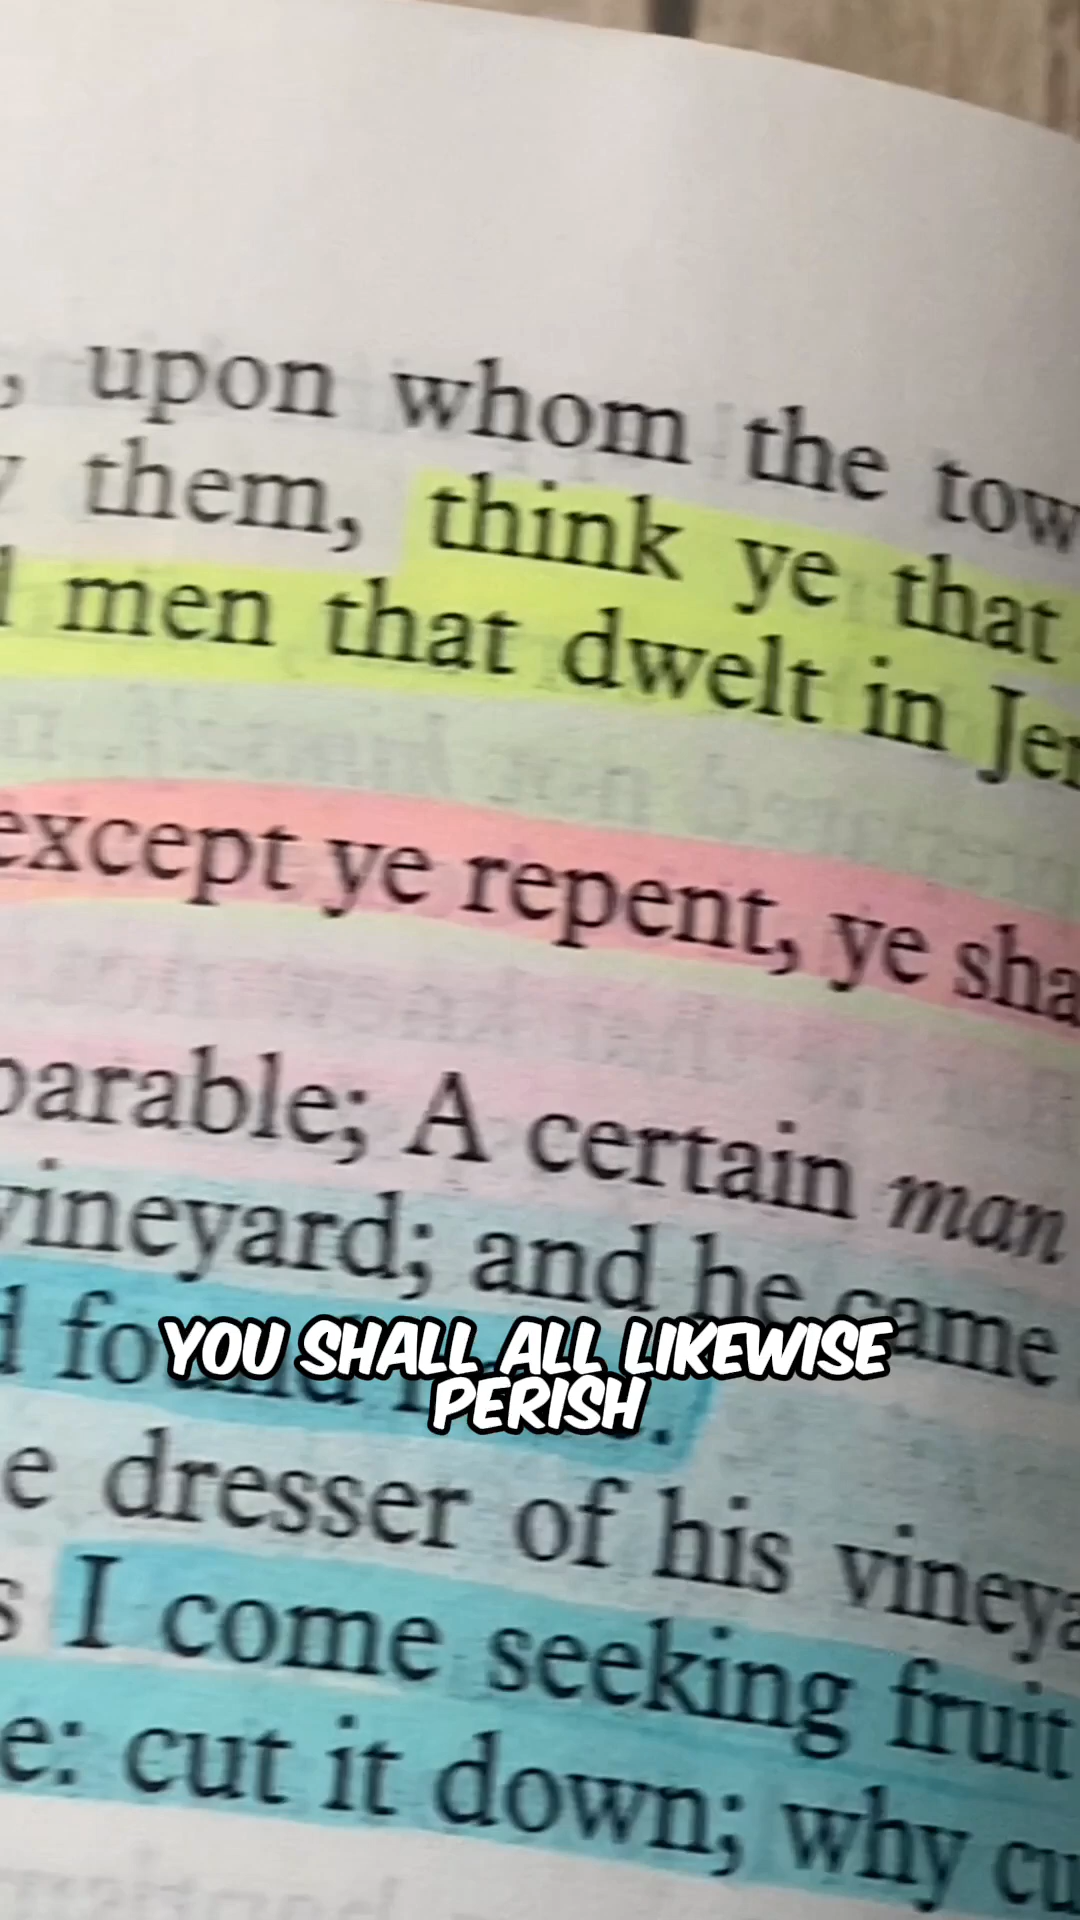 , upon whom the tow
them, think ye that
men that dwelt in Jer
except ye repent, ye sha
parable; A certain man
vineyard; and he came
YOU SHALL ALL LIKEWISE
PERISH
e dresser of his vineya
s I come seeking fruit
e: cut it down; why cu